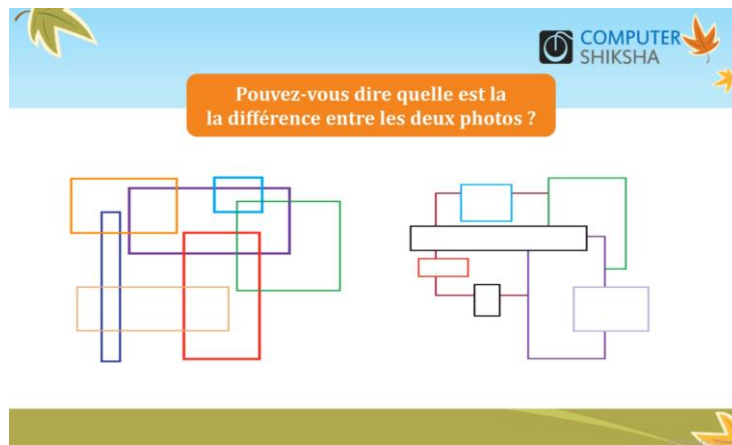 COMPUTER
SHIKSHA
Pouvez-vous dire quelle est la
la différence entre les deux photos ?